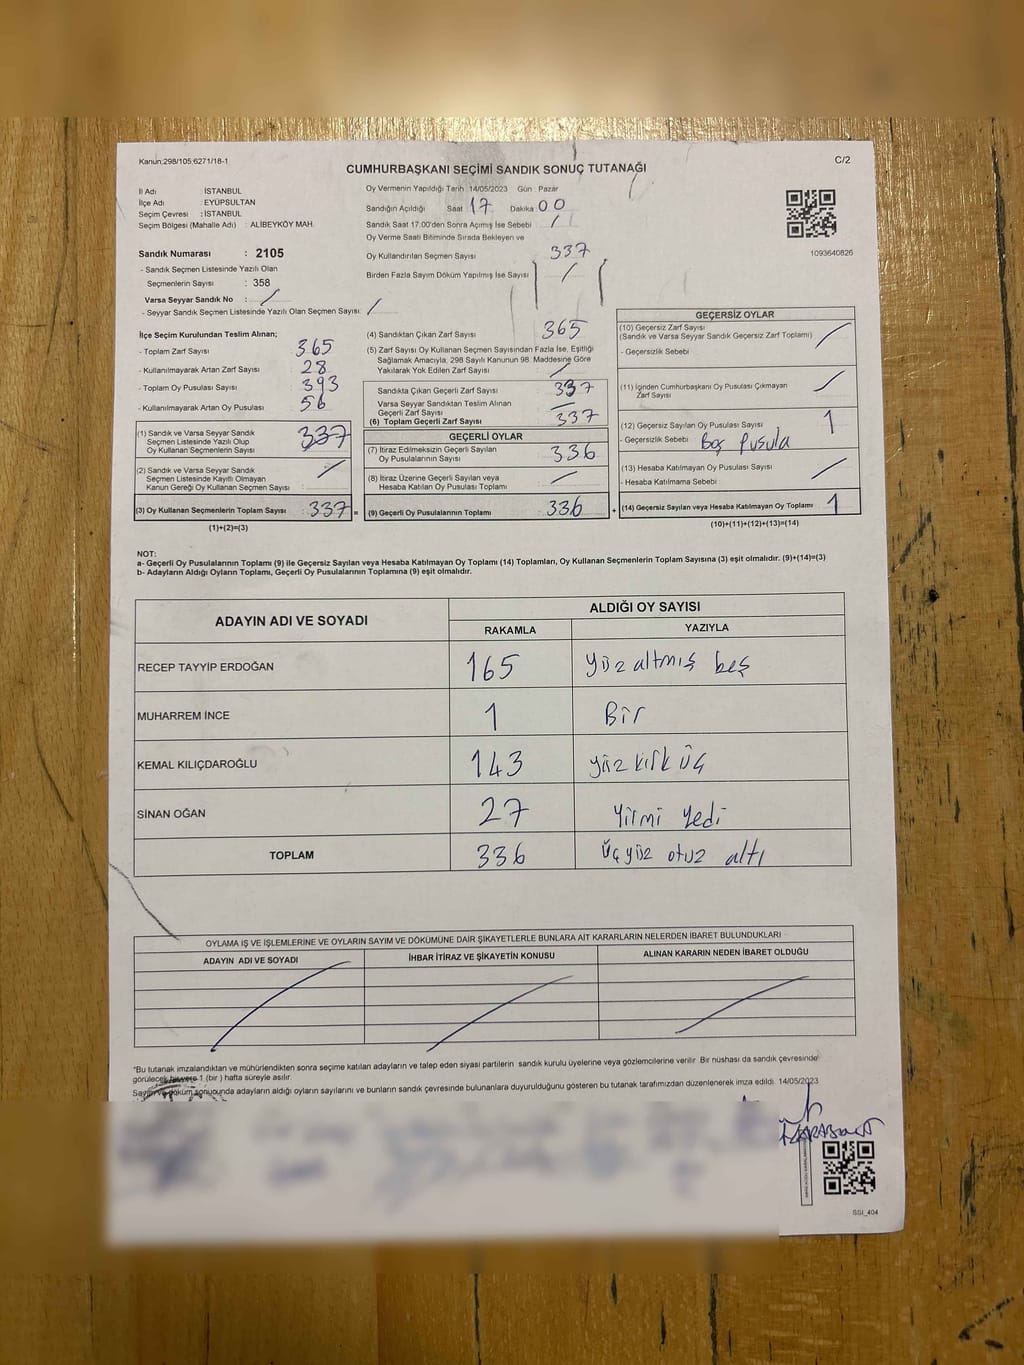 Kanun:298/105;6271/18-1
C/2
CUMHURBAŞKANI SEÇİMİ SANDIK SONUÇ TUTANAĞI
İl Adı : İSTANBUL
İlçe Adı : EYÜPSULTAN
Seçim Çevresi : İSTANBUL
Seçim Bölgesi (Mahalle Adı) : ALİBEYKÖY MAH.
Sandık Numarası : 2105
- Sandık Seçmen Listesinde Yazılı Olan
Seçmenlerin Sayısı : 358
Varsa Seyyar Sandık No : /
- Seyyar Sandık Seçmen Listesinde Yazılı Olan Seçmen Sayısı: /
Oy Vermenin Yapıldığı Tarih 14/05/2023 Gün : Pazar
Sandığın Açıldığı Saat 17 Dakika 00
Sandık Saat 17.00'den Sonra Açımış İse Sebebi /
Oy Verme Saati Bitiminde Sırada Bekleyen ve
Oy Kullandırılan Seçmen Sayısı 337
Birden Fazla Sayım Döküm Yapılmış İse Sayısı /
1093640826
İlçe Seçim Kurulundan Teslim Alınan;
- Toplam Zarf Sayısı 365
- Kullanılmayarak Artan Zarf Sayısı 28
- Toplam Oy Pusulası Sayısı 393
- Kullanılmayarak Artan Oy Pusulası 56
(1) Sandık ve Varsa Seyyar Sandık
Seçmen Listesinde Yazılı Olup
Oy Kullanan Seçmenlerin Sayısı 337
(2) Sandık ve Varsa Seyyar Sandık
Seçmen Listesinde Kayıtlı Olmayan
Kanun Gereği Oy Kullanan Seçmen Sayısı : /
(3) Oy Kullanan Seçmenlerin Toplam Sayısı : 337 =
(1)+(2)=(3)
(4) Sandıktan Çıkan Zarf Sayısı 365
(5) Zarf Sayısı Oy Kullanan Seçmen Sayısından Fazla İse, Eşitliği
Sağlamak Amacıyla, 298 Sayılı Kanunun 98. Maddesine Göre
Yakılarak Yok Edilen Zarf Sayısı : /
Sandıkta Çıkan Geçerli Zarf Sayısı : 337
Varsa Seyyar Sandıktan Teslim Alınan
Geçerli Zarf Sayısı —
(6) Toplam Geçerli Zarf Sayısı : 337
GEÇERLİ OYLAR
(7) İtiraz Edilmeksizin Geçerli Sayılan
Oy Pusulalarının Sayısı : 336
(8) İtiraz Üzerine Geçerli Sayılan veya
Hesaba Katılan Oy Pusulası Toplamı : /
(9) Geçerli Oy Pusulalarının Toplamı : 336 +
GEÇERSİZ OYLAR
(10) Geçersiz Zarf Sayısı
(Sandık ve Varsa Seyyar Sandık Geçersiz Zarf Toplamı) /
- Geçersizlik Sebebi
(11) İçinden Cumhurbaşkanı Oy Pusulası Çıkmayan
Zarf Sayısı /
(12) Geçersiz Sayılan Oy Pusulası Sayısı : 1
- Geçersizlik Sebebi : Boş Pusula
(13) Hesaba Katılmayan Oy Pusulası Sayısı /
- Hesaba Katılmama Sebebi :
(14) Geçersiz Sayılan veya Hesaba Katılmayan Oy Toplamı : 1
(10)+(11)+(12)+(13)=(14)
NOT:
a- Geçerli Oy Pusulalarının Toplamı (9) ile Geçersiz Sayılan veya Hesaba Katılmayan Oy Toplamı (14) Toplamları, Oy Kullanan Seçmenlerin Toplam Sayısına (3) eşit olmalıdır. (9)+(14)=(3)
b- Adayların Aldığı Oyların Toplamı, Geçerli Oy Pusulalarının Toplamına (9) eşit olmalıdır.
ADAYIN ADI VE SOYADI ALDIĞI OY SAYISI
RAKAMLA YAZIYLA
RECEP TAYYİP ERDOĞAN 165 yüz altmış beş
MUHARREM İNCE 1 Bir
KEMAL KILIÇDAROĞLU 143 yüz kırk üç
SİNAN OĞAN 27 Yirmi yedi
TOPLAM 336 Üçyüz otuz altı
OYLAMA İŞ VE İŞLEMLERİNE VE OYLARIN SAYIM VE DÖKÜMÜNE DAİR ŞİKAYETLERLE BUNLARA AİT KARARLARIN NELERDEN İBARET BULUNDUKLARI
ADAYIN ADI VE SOYADI İHBAR İTİRAZ VE ŞİKAYETİN KONUSU ALINAN KARARIN NEDEN İBARET OLDUĞU
"Bu tutanak imzalandıktan ve mühürlendikten sonra seçime katılan adayların ve talep eden siyasi partilerin sandık kurulu üyelerine veya gözlemcilerine verilir. Bir nüshası da sandık çevresinde
görülecek bir yere 1 (bir) hafta süreyle asılır.
Sayım ve döküm sonucunda adayların aldığı oyların sayılarını ve bunların sandık çevresinde bulunanlara duyurulduğunu gösteren bu tutanak tarafımızdan düzenlenerek imza edildi. 14/05/2023
SSI_404